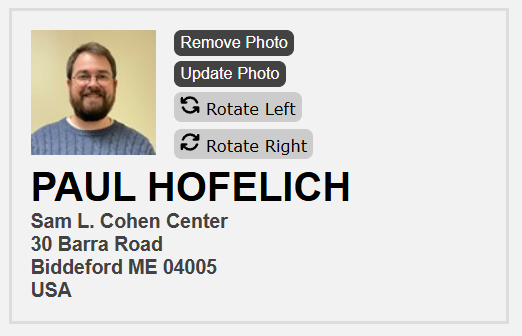 Remove Photo
Update Photo
Rotate Left
Rotate Right
PAUL HOFELICH
Sam L. Cohen Center
30 Barra Road
Biddeford ME 04005
USA